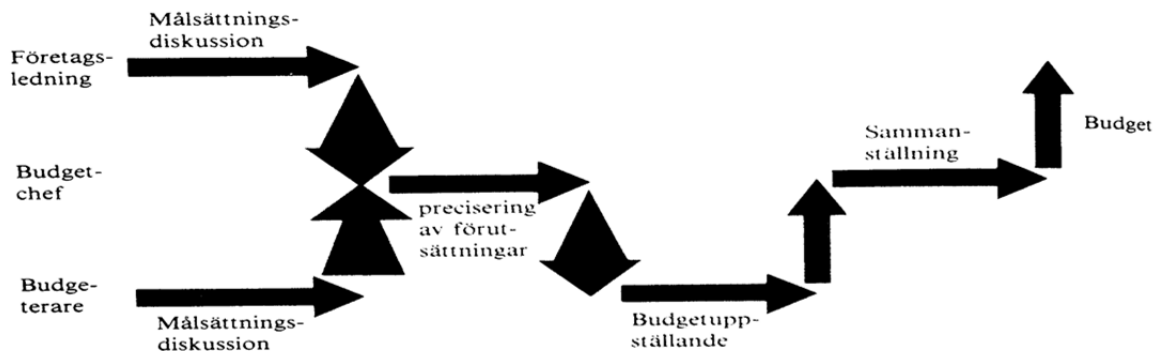 Målsättnings-
diskussion
Företags-
ledning
Budget-
chef
precisering
av förut-
sättningar
Samman-
ställning
Budget
Budge-
terare
Målsättnings-
diskussion
Budgetupp-
ställande